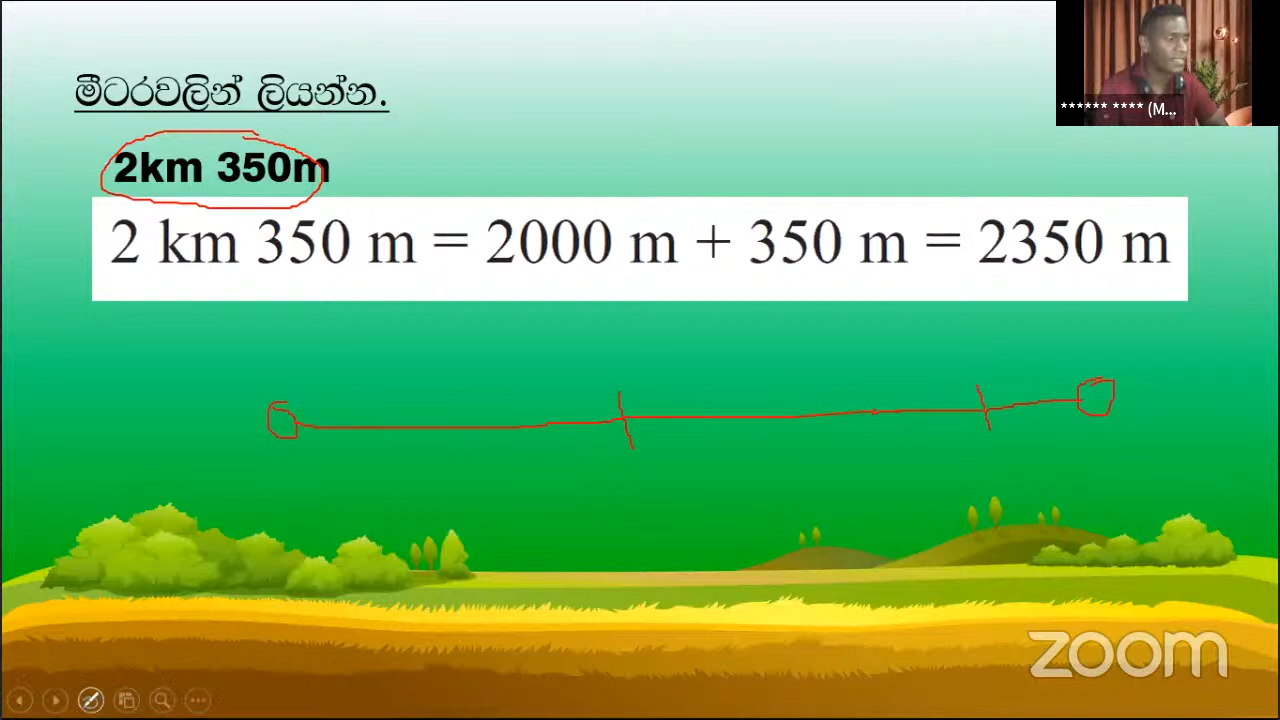 මීටරවලින් ලියන්න.
****** **** (M...
2km 350m
2 km 350 m = 2000 m + 350 m = 2350 m
zoom